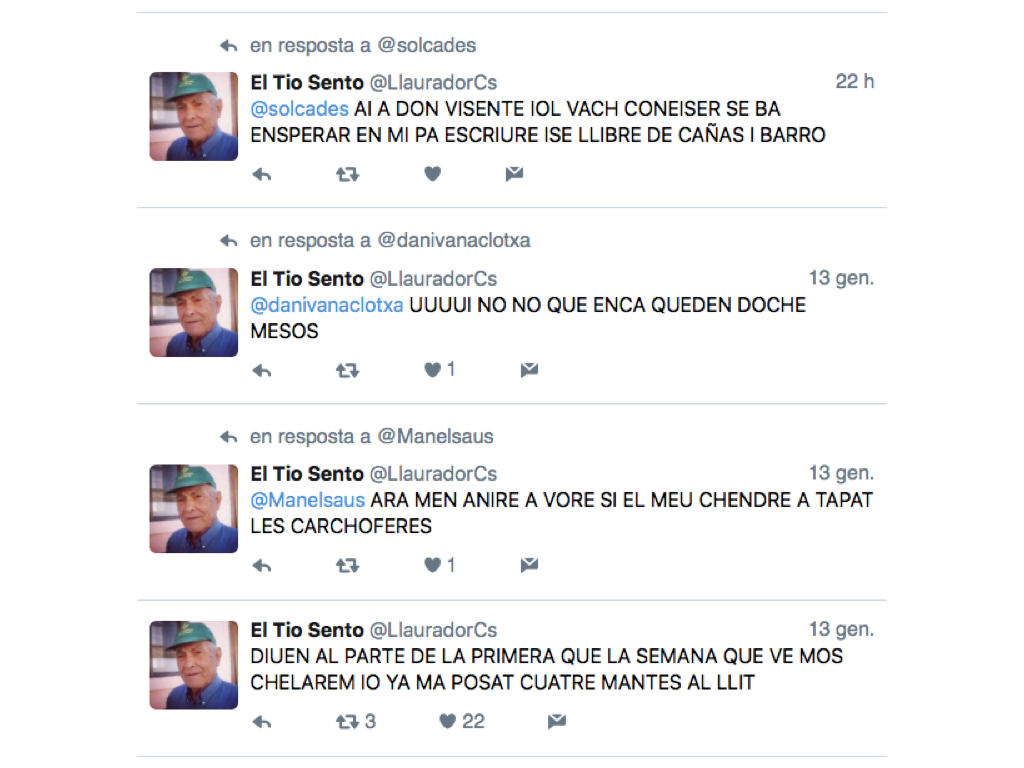 en resposta a @solcades
El Tio Sento @LlauradorCs 22 h
@solcades AI A DON VISENTE IOL VACH CONEISER SE BA
ENSPERAR EN MI PA ESCRIURE ISE LLIBRE DE CAÑAS I BARRO
en resposta a @danivanaclotxa
El Tio Sento @LlauradorCs 13 gen.
@danivanaclotxa UUUUI NO NO QUE ENCA QUEDEN DOCHE
MESOS
1
en resposta a @Manelsaus
El Tio Sento @LlauradorCs 13 gen.
@Manelsaus ARA MEN ANIRE A VORE SI EL MEU CHENDRE A TAPAT
LES CARCHOFERES
1
El Tio Sento @LlauradorCs 13 gen.
DIUEN AL PARTE DE LA PRIMERA QUE LA SEMANA QUE VE MOS
CHELAREM IO YA MA POSAT CUATRE MANTES AL LLIT
3 22